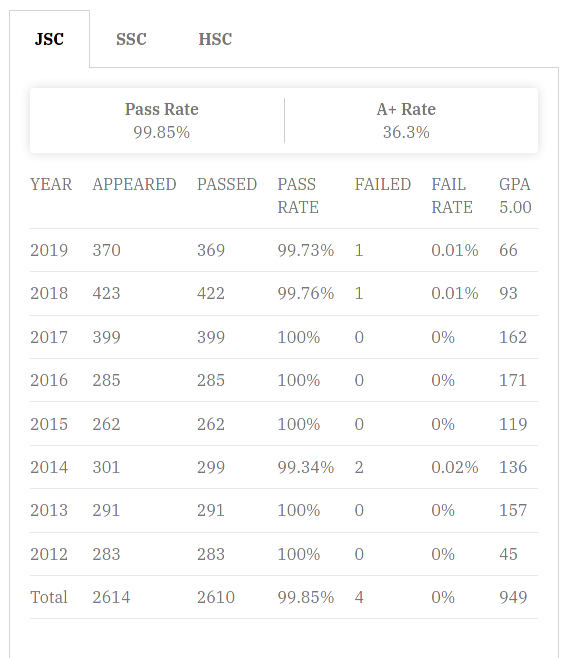 JSC SSC HSC
Pass Rate A+ Rate
99.85% 36.3%
YEAR APPEARED PASSED PASS RATE FAILED FAIL RATE GPA 5.00
2019 370 369 99.73% 1 0.01% 66
2018 423 422 99.76% 1 0.01% 93
2017 399 399 100% 0 0% 162
2016 285 285 100% 0 0% 171
2015 262 262 100% 0 0% 119
2014 301 299 99.34% 2 0.02% 136
2013 291 291 100% 0 0% 157
2012 283 283 100% 0 0% 45
Total 2614 2610 99.85% 4 0% 949